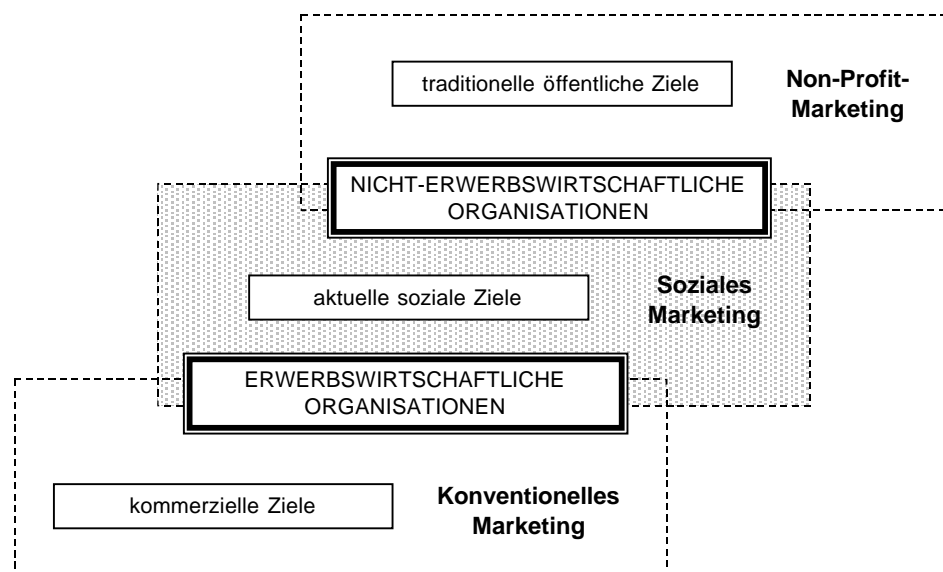 traditionelle öffentliche Ziele
Non-Profit-
Marketing
NICHT-ERWERBSWIRTSCHAFTLICHE
ORGANISATIONEN
aktuelle soziale Ziele
Soziales
Marketing
ERWERBSWIRTSCHAFTLICHE
ORGANISATIONEN
kommerzielle Ziele
Konventionelles
Marketing